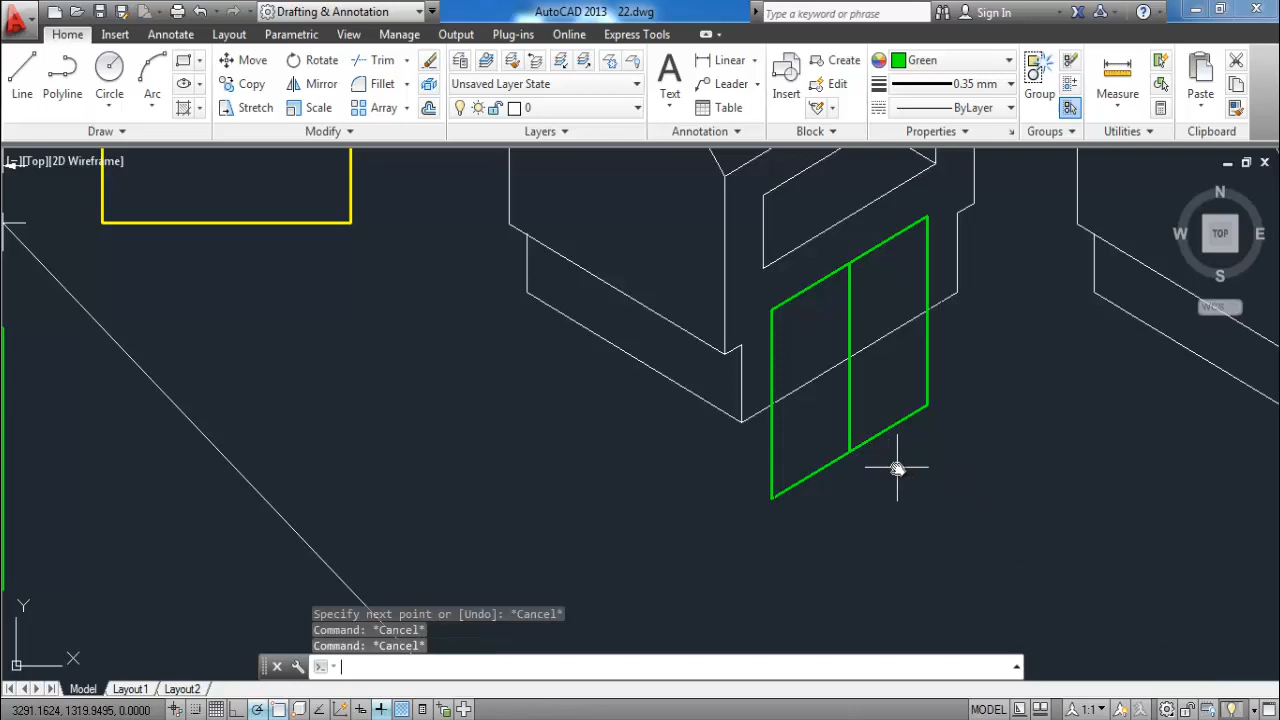 Drafting & Annotation
AutoCAD 2013 22.dwg
Type a keyword or phrase
Sign In
Home Insert Annotate Layout Parametric View Manage Output Plug-ins Online Express Tools
Line Polyline Circle Arc
Draw
Move Rotate Trim
Copy Mirror Fillet
Stretch Scale Array
Modify
Unsaved Layer State
0
Layers
Text
Linear
Leader
Table
Annotation
Insert
Create
Edit
Block
Green
0.35 mm
ByLayer
Properties
Group
Groups
Measure
Utilities
Paste
Clipboard
[Top][2D Wireframe]
N
W TOP E
S
WCS
Y
X
Specify next point or [Undo]: *Cancel*
Command: *Cancel*
Command: *Cancel*
Model Layout1 Layout2
3291.1624, 1319.9495, 0.0000
MODEL
1:1